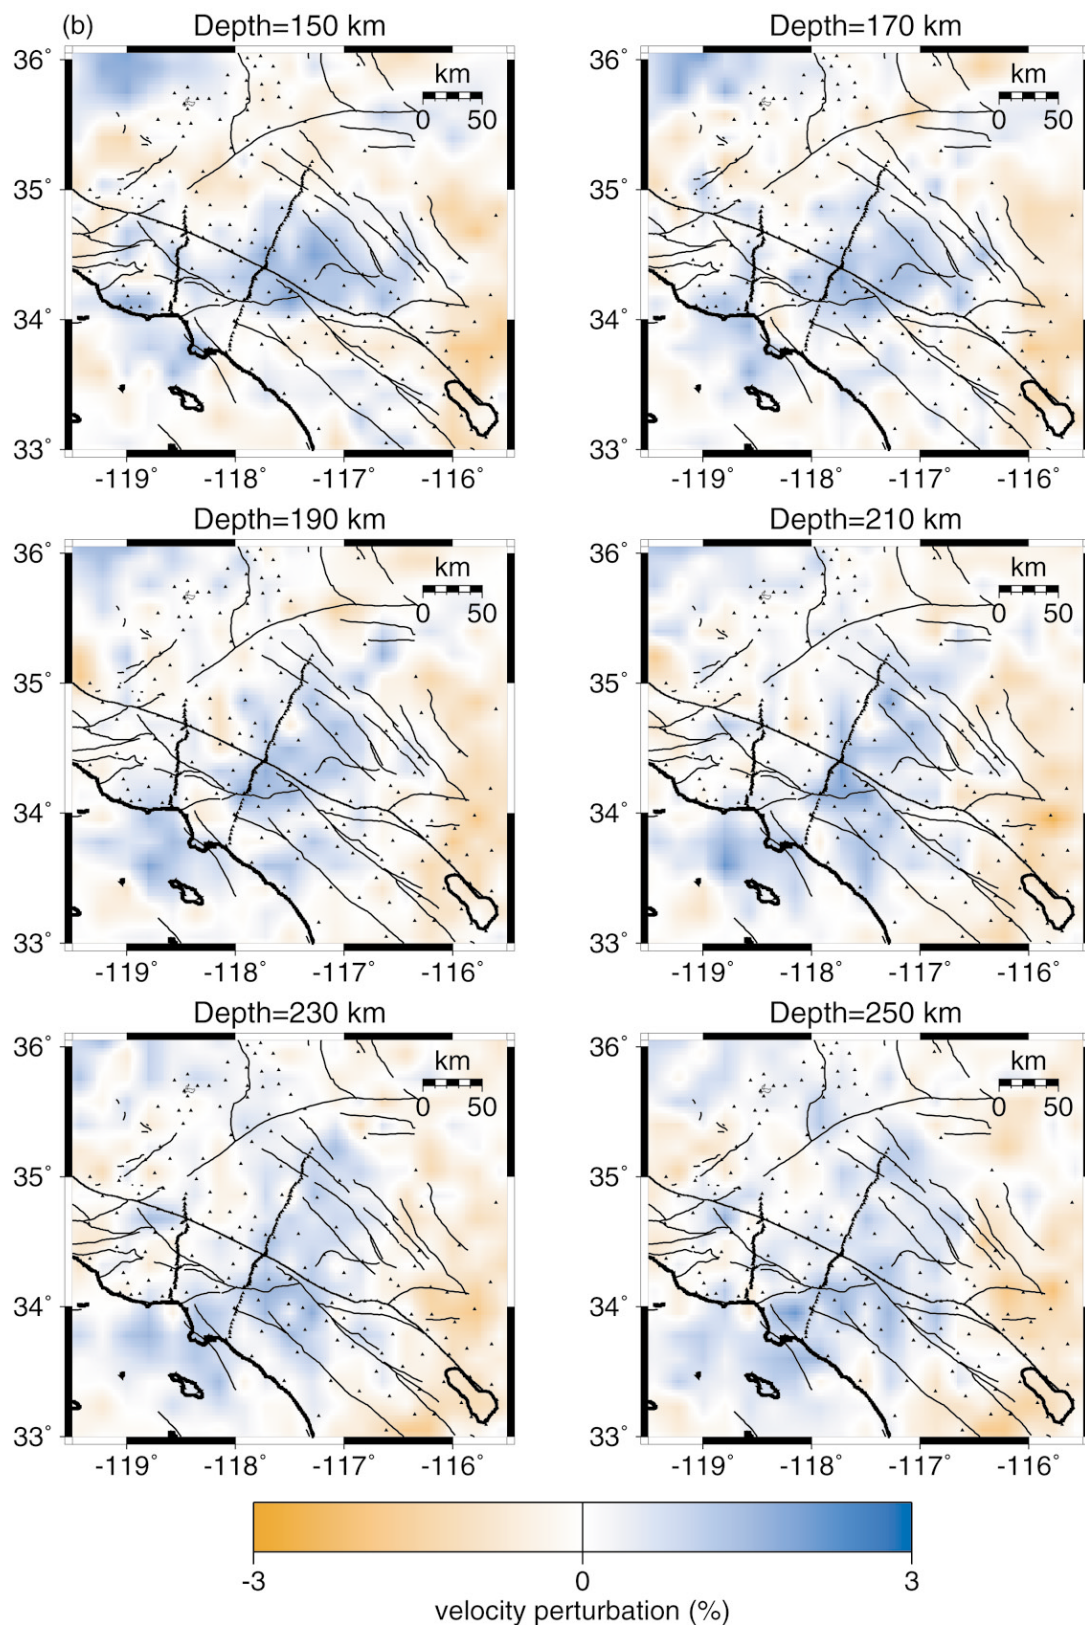 (b)
Depth=150 km
Depth=170 km
36°
35°
34°
33°
km
0 50
-119° -118° -117° -116°
36°
35°
34°
33°
km
0 50
-119° -118° -117° -116°
Depth=190 km
Depth=210 km
36°
35°
34°
33°
km
0 50
-119° -118° -117° -116°
36°
35°
34°
33°
km
0 50
-119° -118° -117° -116°
Depth=230 km
Depth=250 km
36°
35°
34°
33°
km
0 50
-119° -118° -117° -116°
36°
35°
34°
33°
km
0 50
-119° -118° -117° -116°
-3 0 3
velocity perturbation (%)